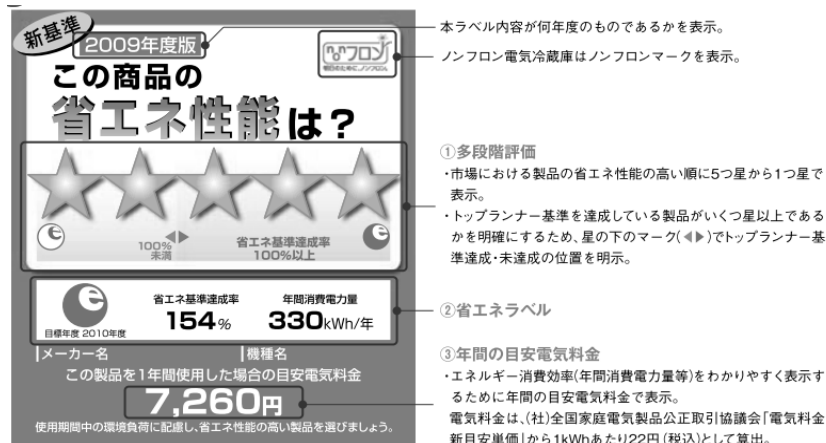 新基準
2009年度版
本ラベル内容が何年度のものであるかを表示。
ノンフロン
明日のために、ノンフロン。
ノンフロン電気冷蔵庫はノンフロンマークを表示。
この商品の
省エネ性能は？
①多段階評価
・市場における製品の省エネ性能の高い順に5つ星から1つ星で
表示。
・トップランナー基準を達成している製品がいくつ星以上である
かを明確にするため、星の下のマーク(◀▶)でトップランナー基
準達成・未達成の位置を明示。
e
◀▶
100%
未満
省エネ基準達成率
100%以上
e
②省エネラベル
e
目標年度 2010年度
省エネ基準達成率
154%
年間消費電力量
330kWh/年
メーカー名
機種名
③年間の目安電気料金
・エネルギー消費効率(年間消費電力量等)をわかりやすく表示す
るために年間の目安電気料金で表示。
電気料金は、(社)全国家庭電気製品公正取引協議会「電気料金
新目安単価」から1kWhあたり22円(税込)として算出。
この製品を1年間使用した場合の目安電気料金
7,260円
使用期間中の環境負荷に配慮し、省エネ性能の高い製品を選びましょう。